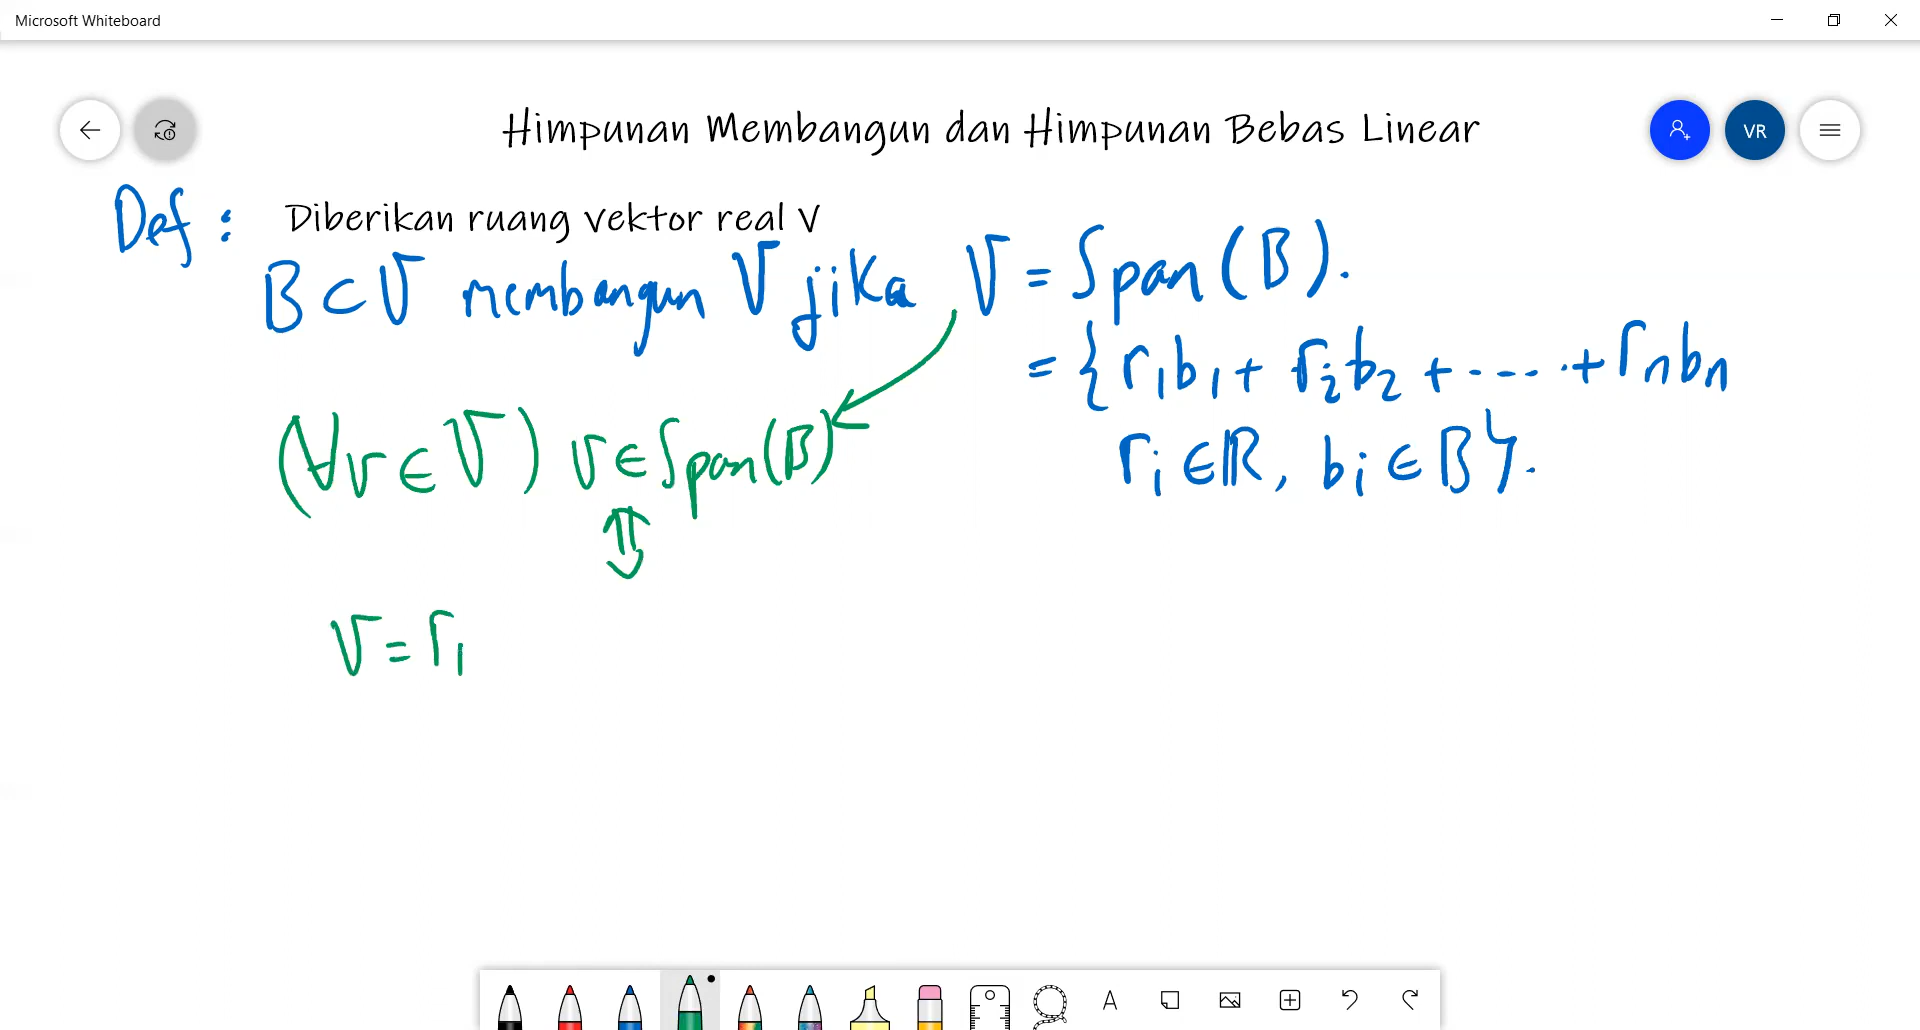 Microsoft Whiteboard
Himpunan Membangun dan Himpunan Bebas Linear
VR
Def : Diberikan ruang vektor real V
B ⊂ V membangun V jika V = Span(B).
= {r₁b₁ + r₂b₂ + ..... + rₙbₙ
(∀v ∈ V) v ∈ Span(B)
rᵢ ∈ ℝ, bᵢ ∈ B}.
⇕
v = r₁
A